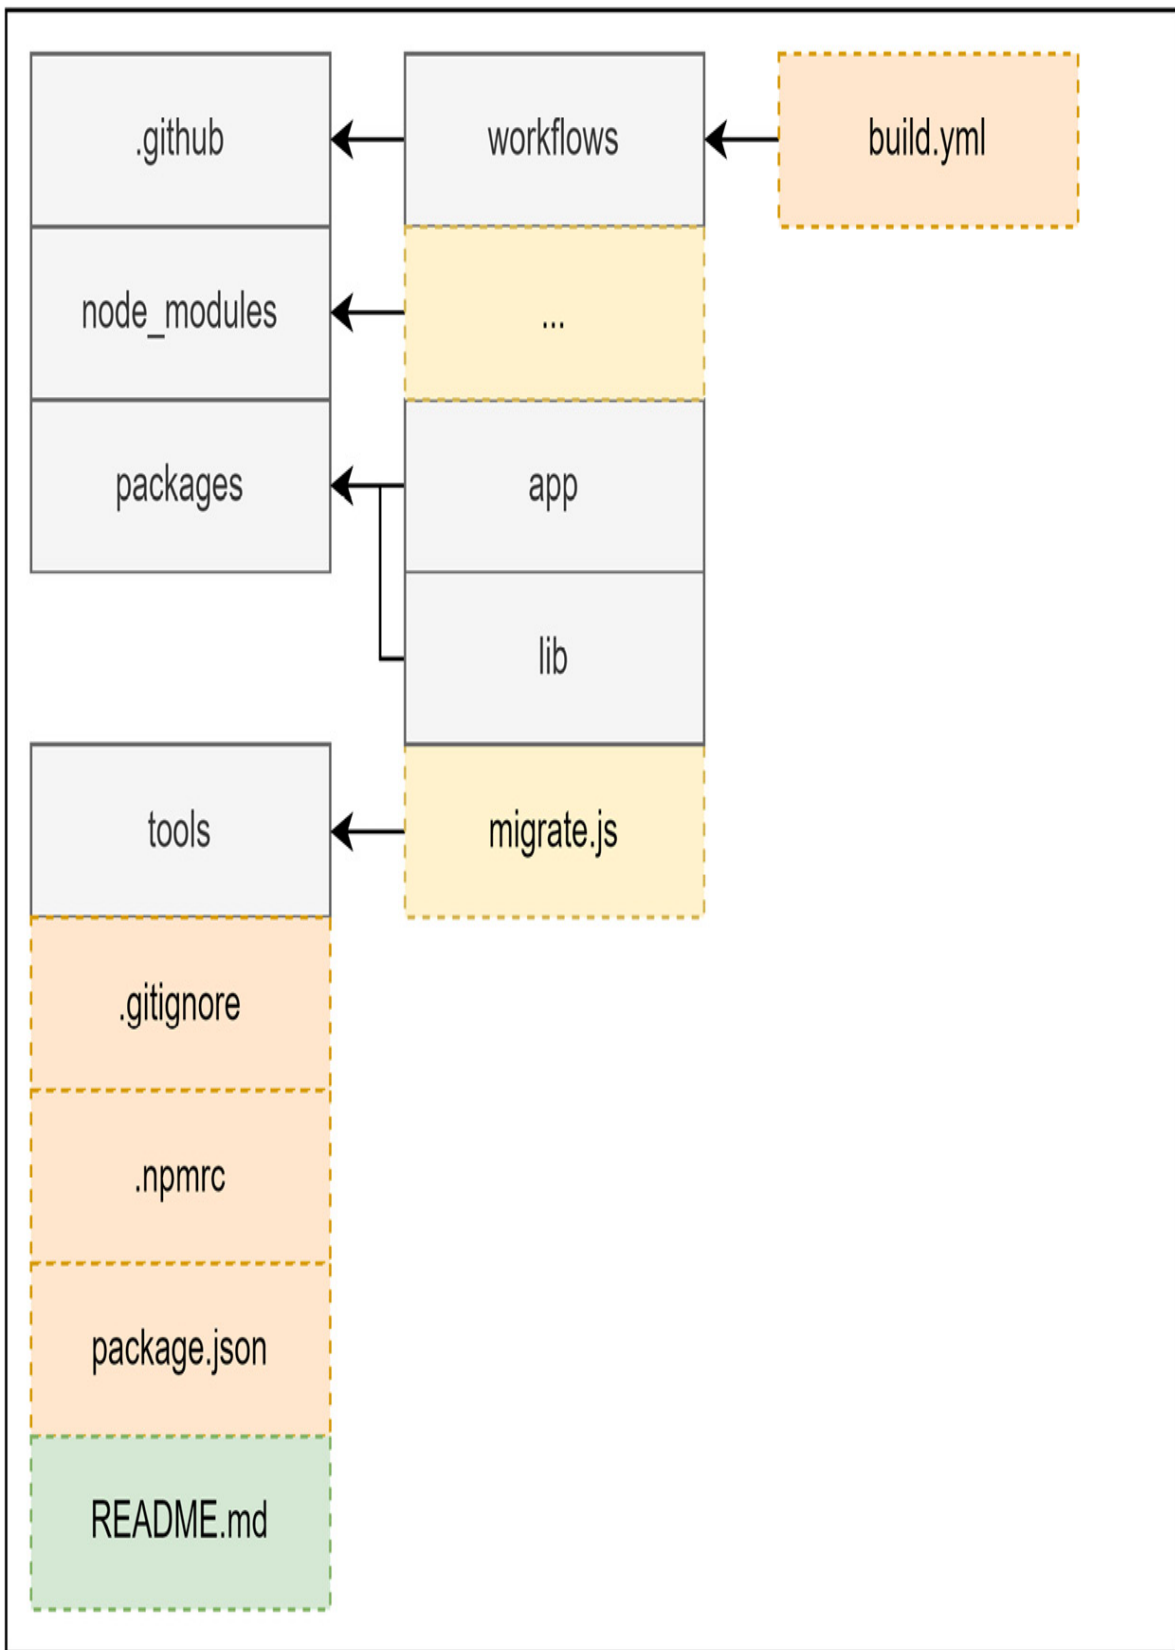 .github
workflows
build.yml
node_modules
...
packages
app
lib
tools
migrate.js
.gitignore
.npmrc
package.json
README.md